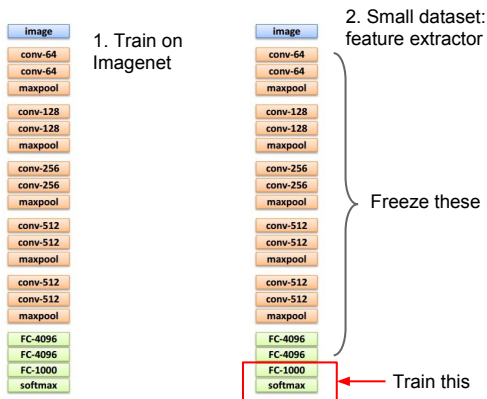 image
conv-64
conv-64
maxpool
conv-128
conv-128
maxpool
conv-256
conv-256
maxpool
conv-512
conv-512
maxpool
conv-512
conv-512
maxpool
FC-4096
FC-4096
FC-1000
softmax
1. Train on
Imagenet
image
conv-64
conv-64
maxpool
conv-128
conv-128
maxpool
conv-256
conv-256
maxpool
conv-512
conv-512
maxpool
conv-512
conv-512
maxpool
FC-4096
FC-4096
FC-1000
softmax
2. Small dataset:
feature extractor
Freeze these
Train this